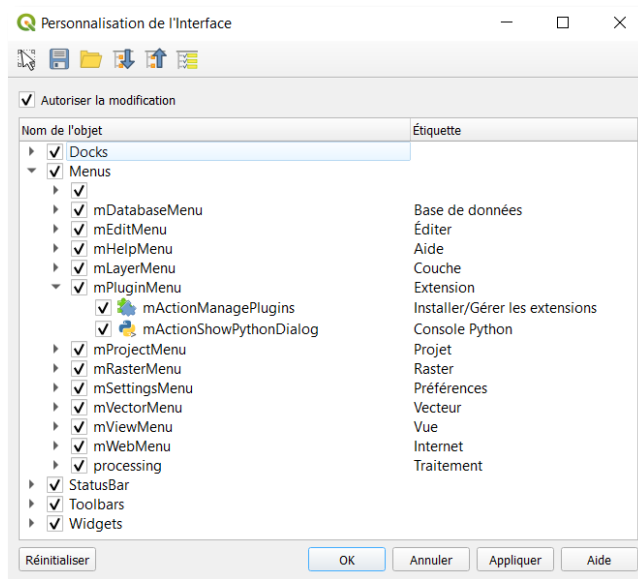 Personnalisation de l'Interface
Autoriser la modification
Nom de l'objet Étiquette
Docks
Menus
mDatabaseMenu Base de données
mEditMenu Éditer
mHelpMenu Aide
mLayerMenu Couche
mPluginMenu Extension
mActionManagePlugins Installer/Gérer les extensions
mActionShowPythonDialog Console Python
mProjectMenu Projet
mRasterMenu Raster
mSettingsMenu Préférences
mVectorMenu Vecteur
mViewMenu Vue
mWebMenu Internet
processing Traitement
StatusBar
Toolbars
Widgets
Réinitialiser OK Annuler Appliquer Aide